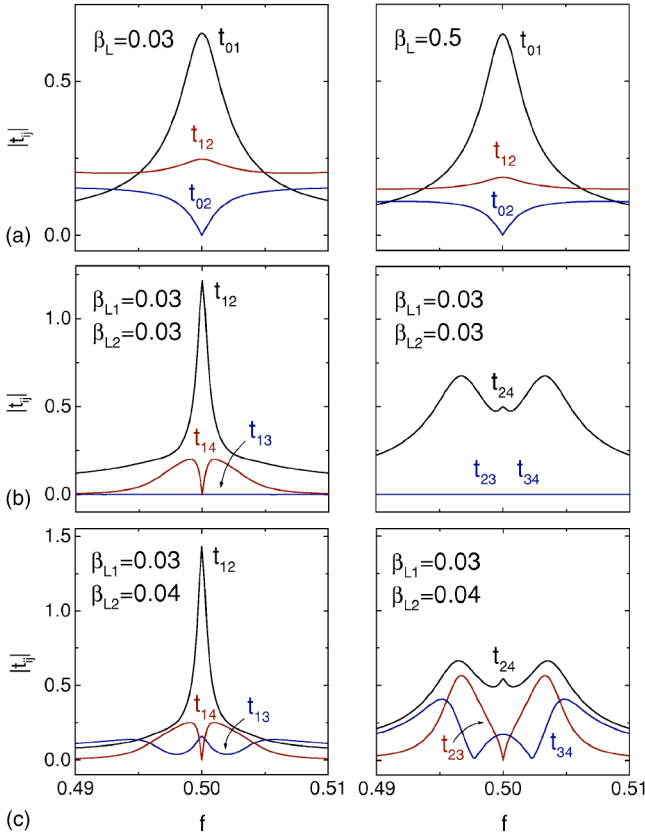 β_L=0.03
t_01
t_12
t_02
|t_ij|
0.5
0.0
(a)
β_L=0.5
t_01
t_12
t_02
β_L1=0.03
β_L2=0.03
t_12
t_14
t_13
|t_ij|
1.0
0.5
0.0
(b)
β_L1=0.03
β_L2=0.03
t_24
t_23 t_34
β_L1=0.03
β_L2=0.04
t_12
t_14
t_13
|t_ij|
1.5
1.0
0.5
0.0
0.49 0.50 0.51
f
(c)
β_L1=0.03
β_L2=0.04
t_24
t_23
t_34
0.50 0.51
f